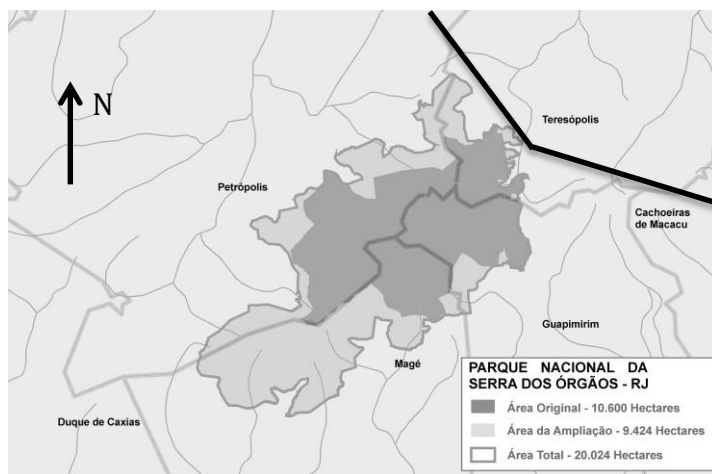 N
Teresópolis
Petrópolis
Cachoeiras
de Macacu
Guapimirim
Magé
Duque de Caxias
PARQUE NACIONAL DA
SERRA DOS ÓRGÃOS - RJ
Área Original - 10.600 Hectares
Área da Ampliação - 9.424 Hectares
Área Total - 20.024 Hectares